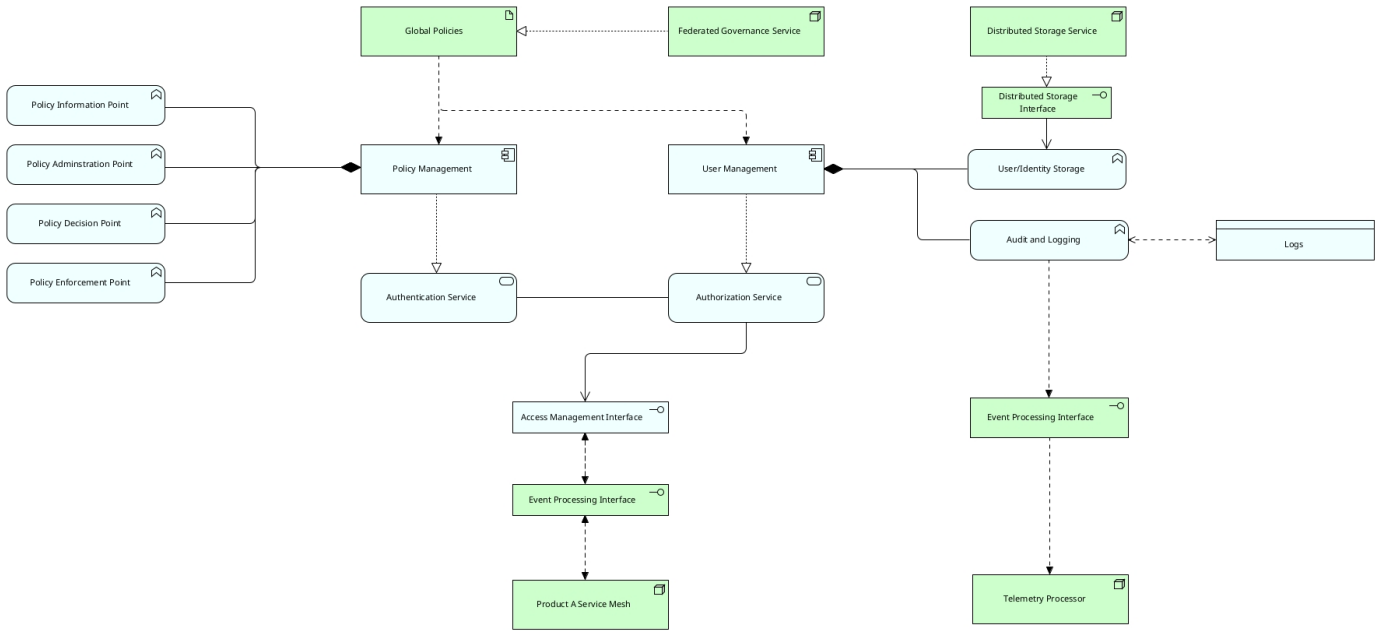 Global Policies
Federated Governance Service
Distributed Storage Service
Policy Information Point
Distributed Storage
Interface
Policy Adminstration Point
Policy Management
User Management
User/Identity Storage
Policy Decision Point
Audit and Logging
Logs
Policy Enforcement Point
Authentication Service
Authorization Service
Access Management Interface
Event Processing Interface
Event Processing Interface
Product A Service Mesh
Telemetry Processor